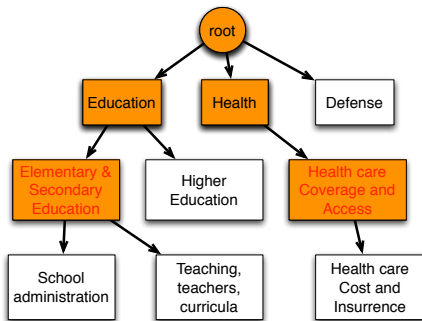 root
Education
Health
Defense
Elementary &
Secondary
Education
Higher
Education
Health care
Coverage and
Access
School
administration
Teaching,
teachers,
curricula
Health care
Cost and
Insurrence